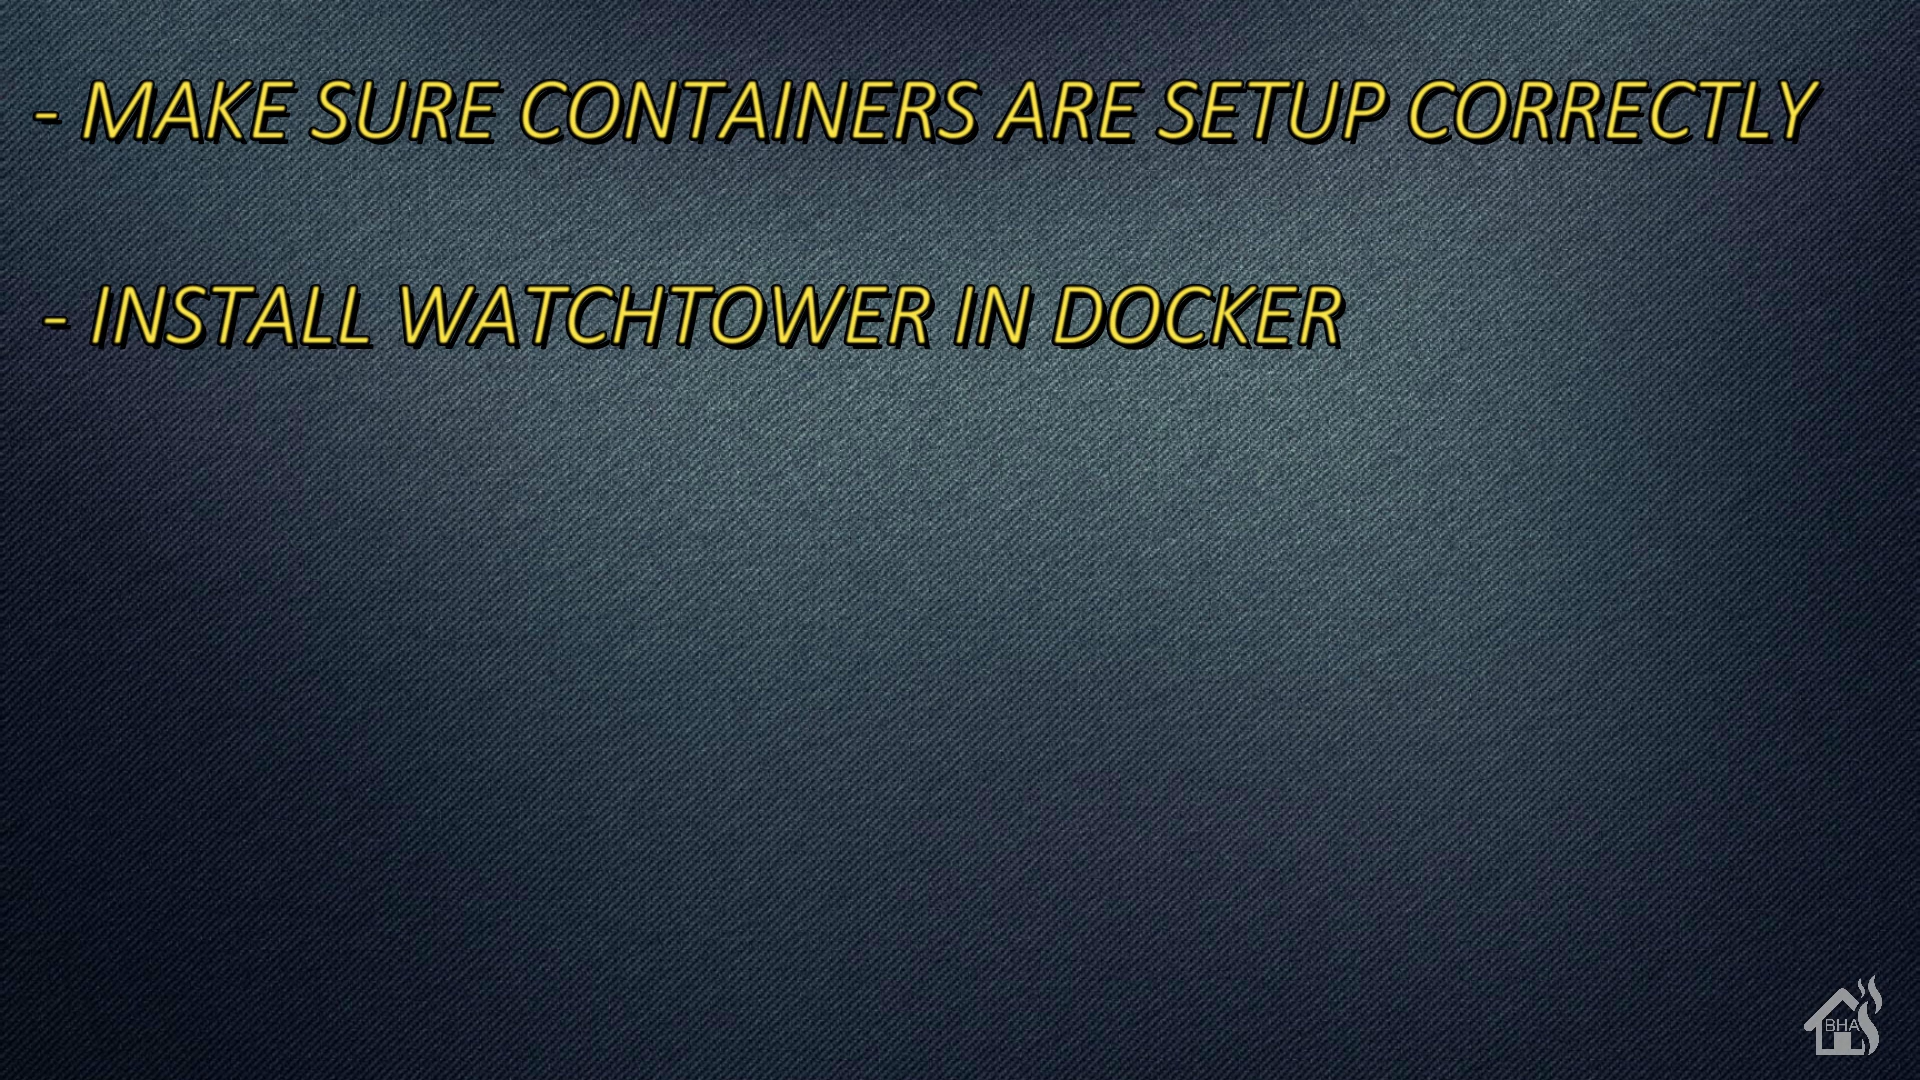 - MAKE SURE CONTAINERS ARE SETUP CORRECTLY
- INSTALL WATCHTOWER IN DOCKER
BHA